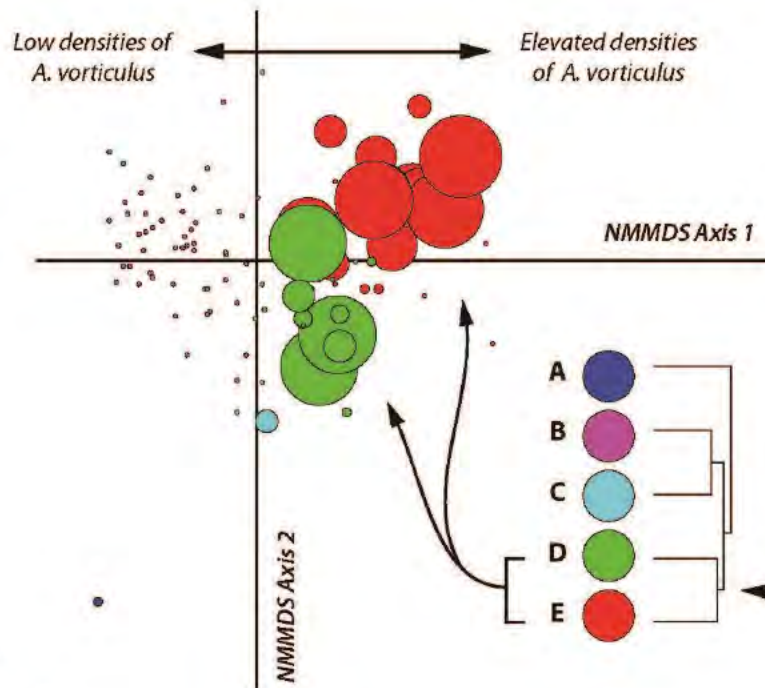 Low densities of
A. vorticulus
Elevated densities
of A. vorticulus
NMMDS Axis 1
NMMDS Axis 2
A
B
C
D
E